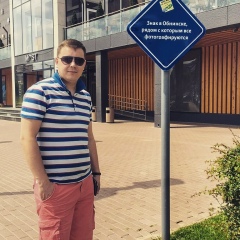 Знак в Обнинске,
рядом с которым все
фотографируются